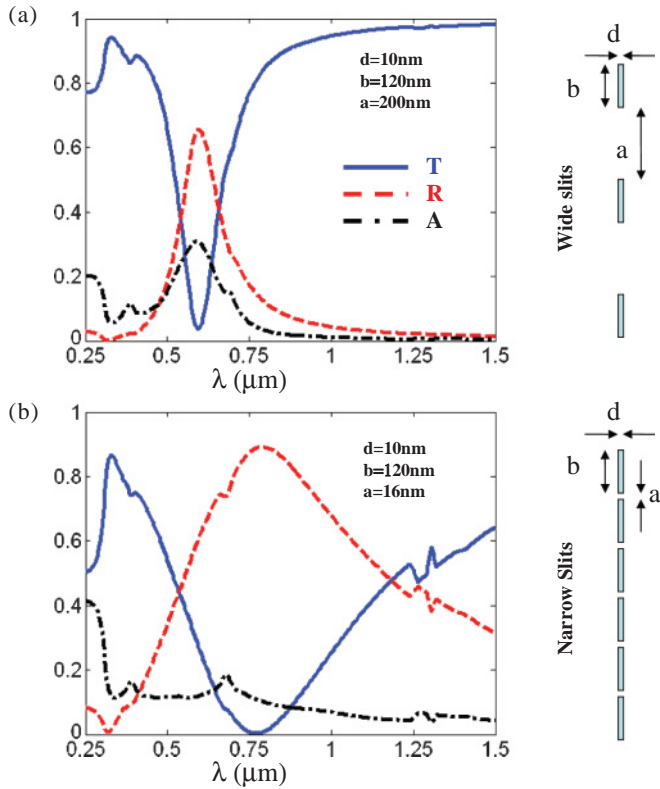 (a)
1
0.8
0.6
0.4
0.2
0
0.25
0.5
0.75
1
1.25
1.5
λ (μm)
d=10nm
b=120nm
a=200nm
T
R
A
d
b
a
Wide slits
(b)
1
0.8
0.6
0.4
0.2
0
0.25
0.5
0.75
1
1.25
1.5
λ (μm)
d=10nm
b=120nm
a=16nm
d
b
a
Narrow Slits